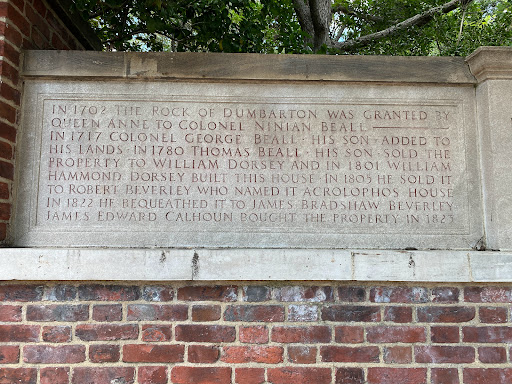 IN 1702 THE ROCK OF DUMBARTON WAS GRANTED BY
QUEEN ANNE TO COLONEL NINIAN BEALL
IN 1717 COLONEL GEORGE BEALL · HIS SON · ADDED TO
HIS LANDS · IN 1780 THOMAS BEALL · HIS SON · SOLD THE
PROPERTY TO WILLIAM DORSEY AND IN 1801 WILLIAM
HAMMOND DORSEY BUILT THIS HOUSE · IN 1805 HE SOLD IT
TO ROBERT BEVERLEY WHO NAMED IT ACROLOPHOS HOUSE
IN 1822 HE BEQUEATHED IT TO JAMES BRADSHAW BEVERLEY
JAMES EDWARD CALHOUN BOUGHT THE PROPERTY IN 1823